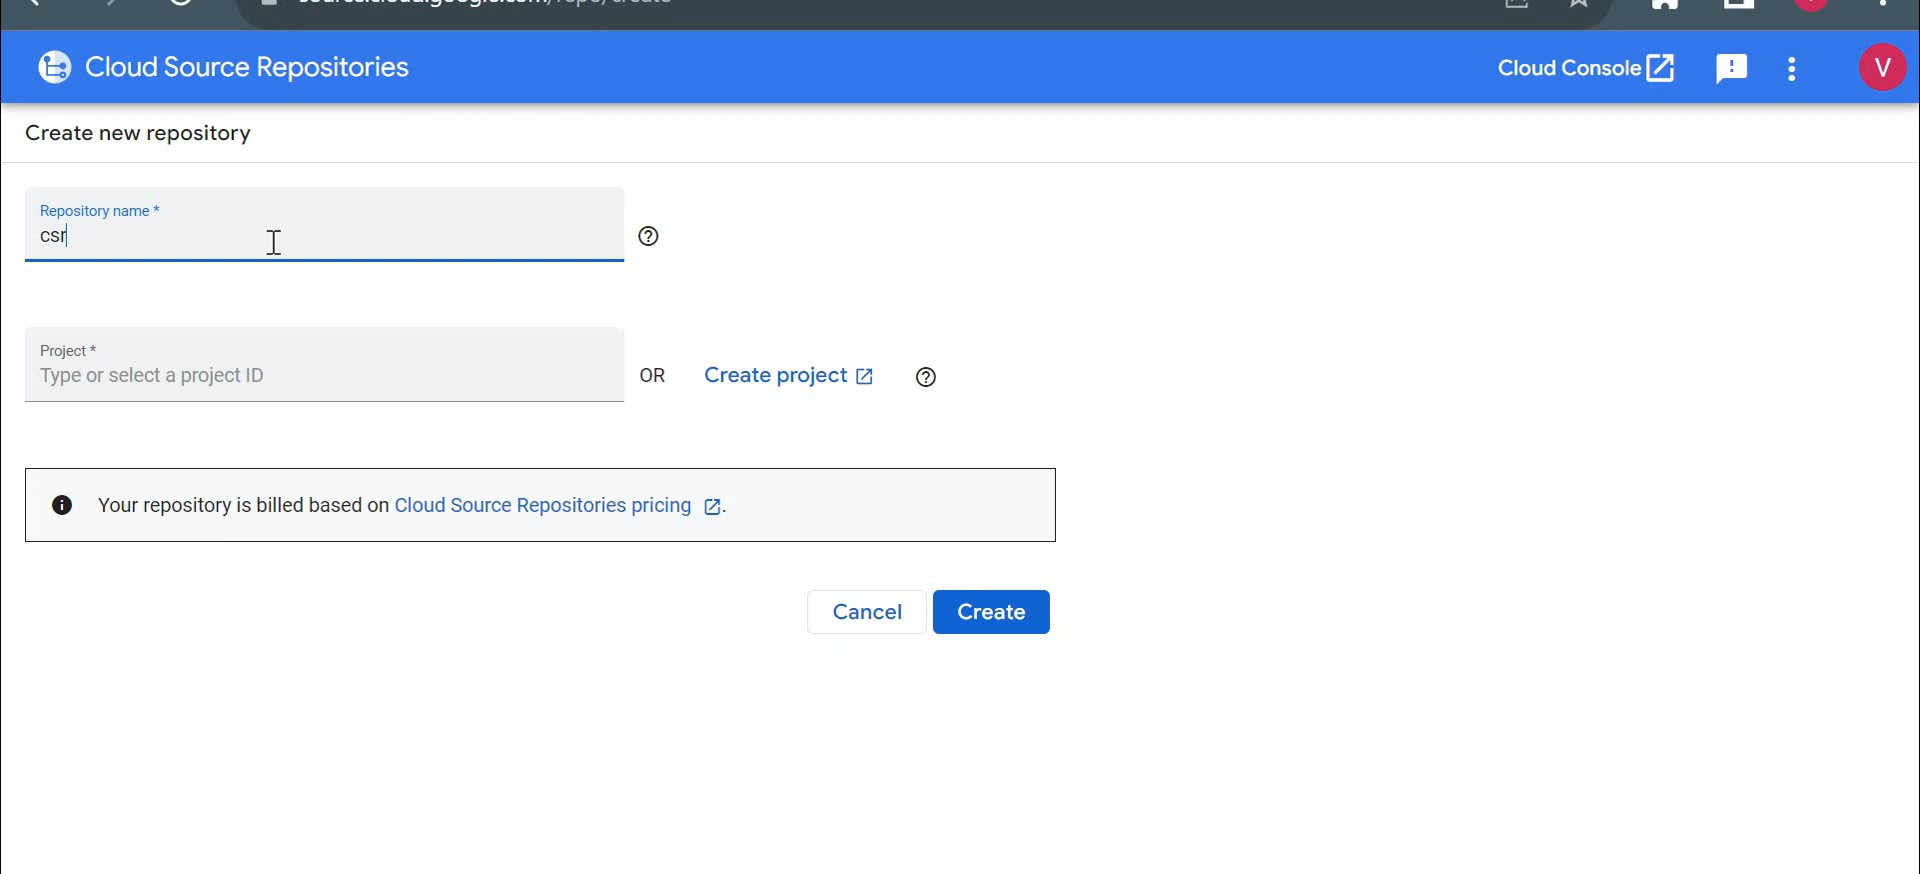 Cloud Source Repositories
Cloud Console
V
Create new repository
Repository name *
csr
Project *
Type or select a project ID
OR
Create project
Your repository is billed based on Cloud Source Repositories pricing .
Cancel
Create